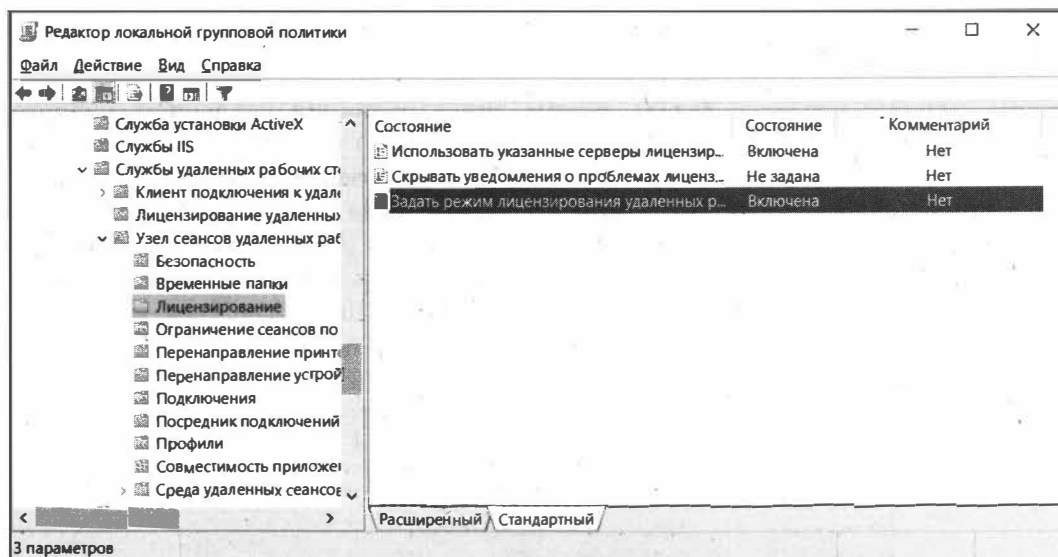 Редактор локальной групповой политики
Файл Действие Вид Справка
Служба установки ActiveX
Службы IIS
Службы удаленных рабочих сто
Клиент подключения к удале
Лицензирование удаленных
Узел сеансов удаленных раб
Безопасность
Временные папки
Лицензирование
Ограничение сеансов по
Перенаправление принте
Перенаправление устрой
Подключения
Посредник подключений
Профили
Совместимость приложен
Среда удаленных сеансов
Состояние Состояние Комментарий
Использовать указанные серверы лицензир... Включена Нет
Скрывать уведомления о проблемах лиценз... Не задана Нет
Задать режим лицензирования удаленных р... Включена Нет
Расширенный Стандартный
3 параметров